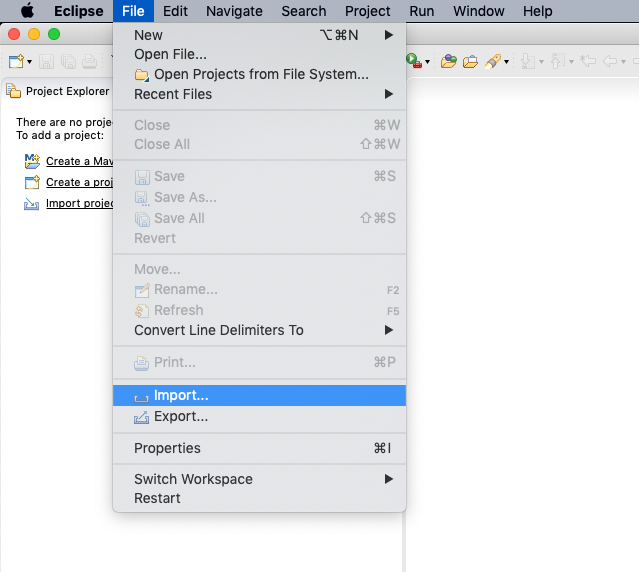 Eclipse File Edit Navigate Search Project Run Window Help
New ⌥⌘N
Open File...
Open Projects from File System...
Recent Files
Project Explorer
There are no proje
To add a project:
Create a Mav
Create a proj
Import projec
Close ⌘W
Close All ⇧⌘W
Save ⌘S
Save As...
Save All ⇧⌘S
Revert
Move...
Rename... F2
Refresh F5
Convert Line Delimiters To
Print... ⌘P
Import...
Export...
Properties ⌘I
Switch Workspace
Restart